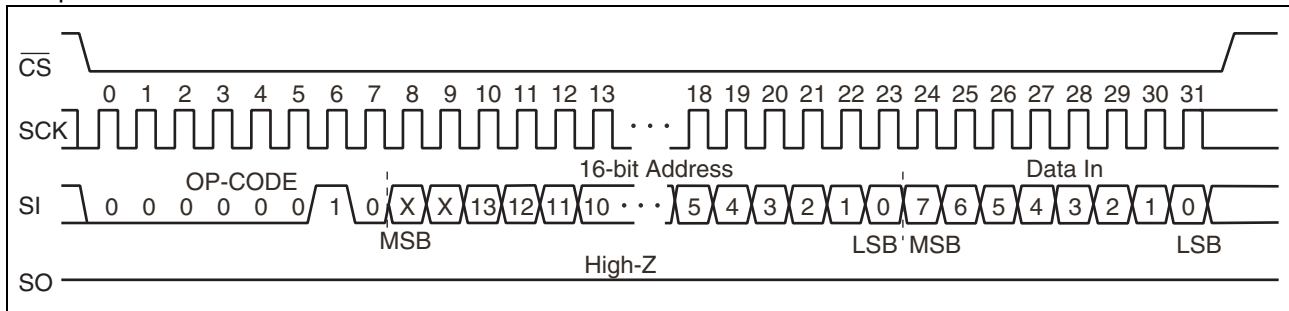 CS
0 1 2 3 4 5 6 7 8 9 10 11 12 13 18 19 20 21 22 23 24 25 26 27 28 29 30 31
SCK
··· 
OP-CODE 16-bit Address Data In
SI 0 0 0 0 0 0 1 0 X X 13 12 11 10 ··· 5 4 3 2 1 0 7 6 5 4 3 2 1 0
MSB LSB MSB LSB
High-Z
SO